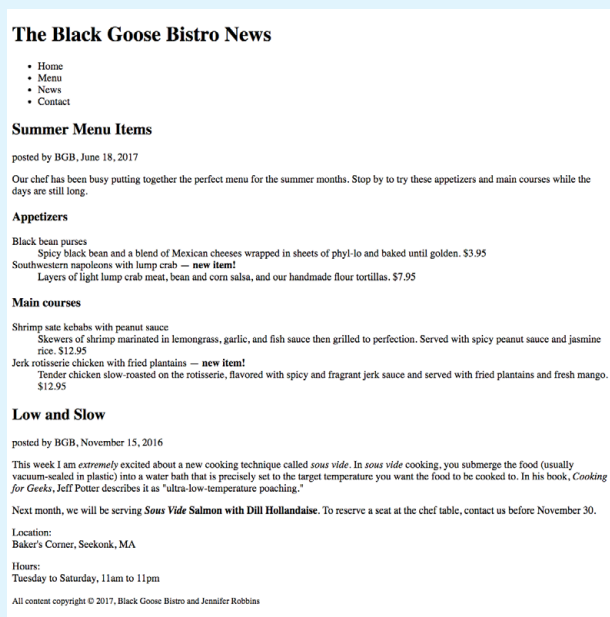 The Black Goose Bistro News
• Home
• Menu
• News
• Contact
Summer Menu Items
posted by BGB, June 18, 2017
Our chef has been busy putting together the perfect menu for the summer months. Stop by to try these appetizers and main courses while the
days are still long.
Appetizers
Black bean purses
Spicy black bean and a blend of Mexican cheeses wrapped in sheets of phyl-lo and baked until golden. $3.95
Southwestern napoleons with lump crab — new item!
Layers of light lump crab meat, bean and corn salsa, and our handmade flour tortillas. $7.95
Main courses
Shrimp sate kebabs with peanut sauce
Skewers of shrimp marinated in lemongrass, garlic, and fish sauce then grilled to perfection. Served with spicy peanut sauce and jasmine
rice. $12.95
Jerk rotisserie chicken with fried plantains — new item!
Tender chicken slow-roasted on the rotisserie, flavored with spicy and fragrant jerk sauce and served with fried plantains and fresh mango.
$12.95
Low and Slow
posted by BGB, November 15, 2016
This week I am extremely excited about a new cooking technique called sous vide. In sous vide cooking, you submerge the food (usually
vacuum-sealed in plastic) into a water bath that is precisely set to the target temperature you want the food to be cooked to. In his book, Cooking
for Geeks, Jeff Potter describes it as "ultra-low-temperature poaching."
Next month, we will be serving Sous Vide Salmon with Dill Hollandaise. To reserve a seat at the chef table, contact us before November 30.
Location:
Baker's Corner, Seekonk, MA
Hours:
Tuesday to Saturday, 11am to 11pm
All content copyright © 2017, Black Goose Bistro and Jennifer Robbins